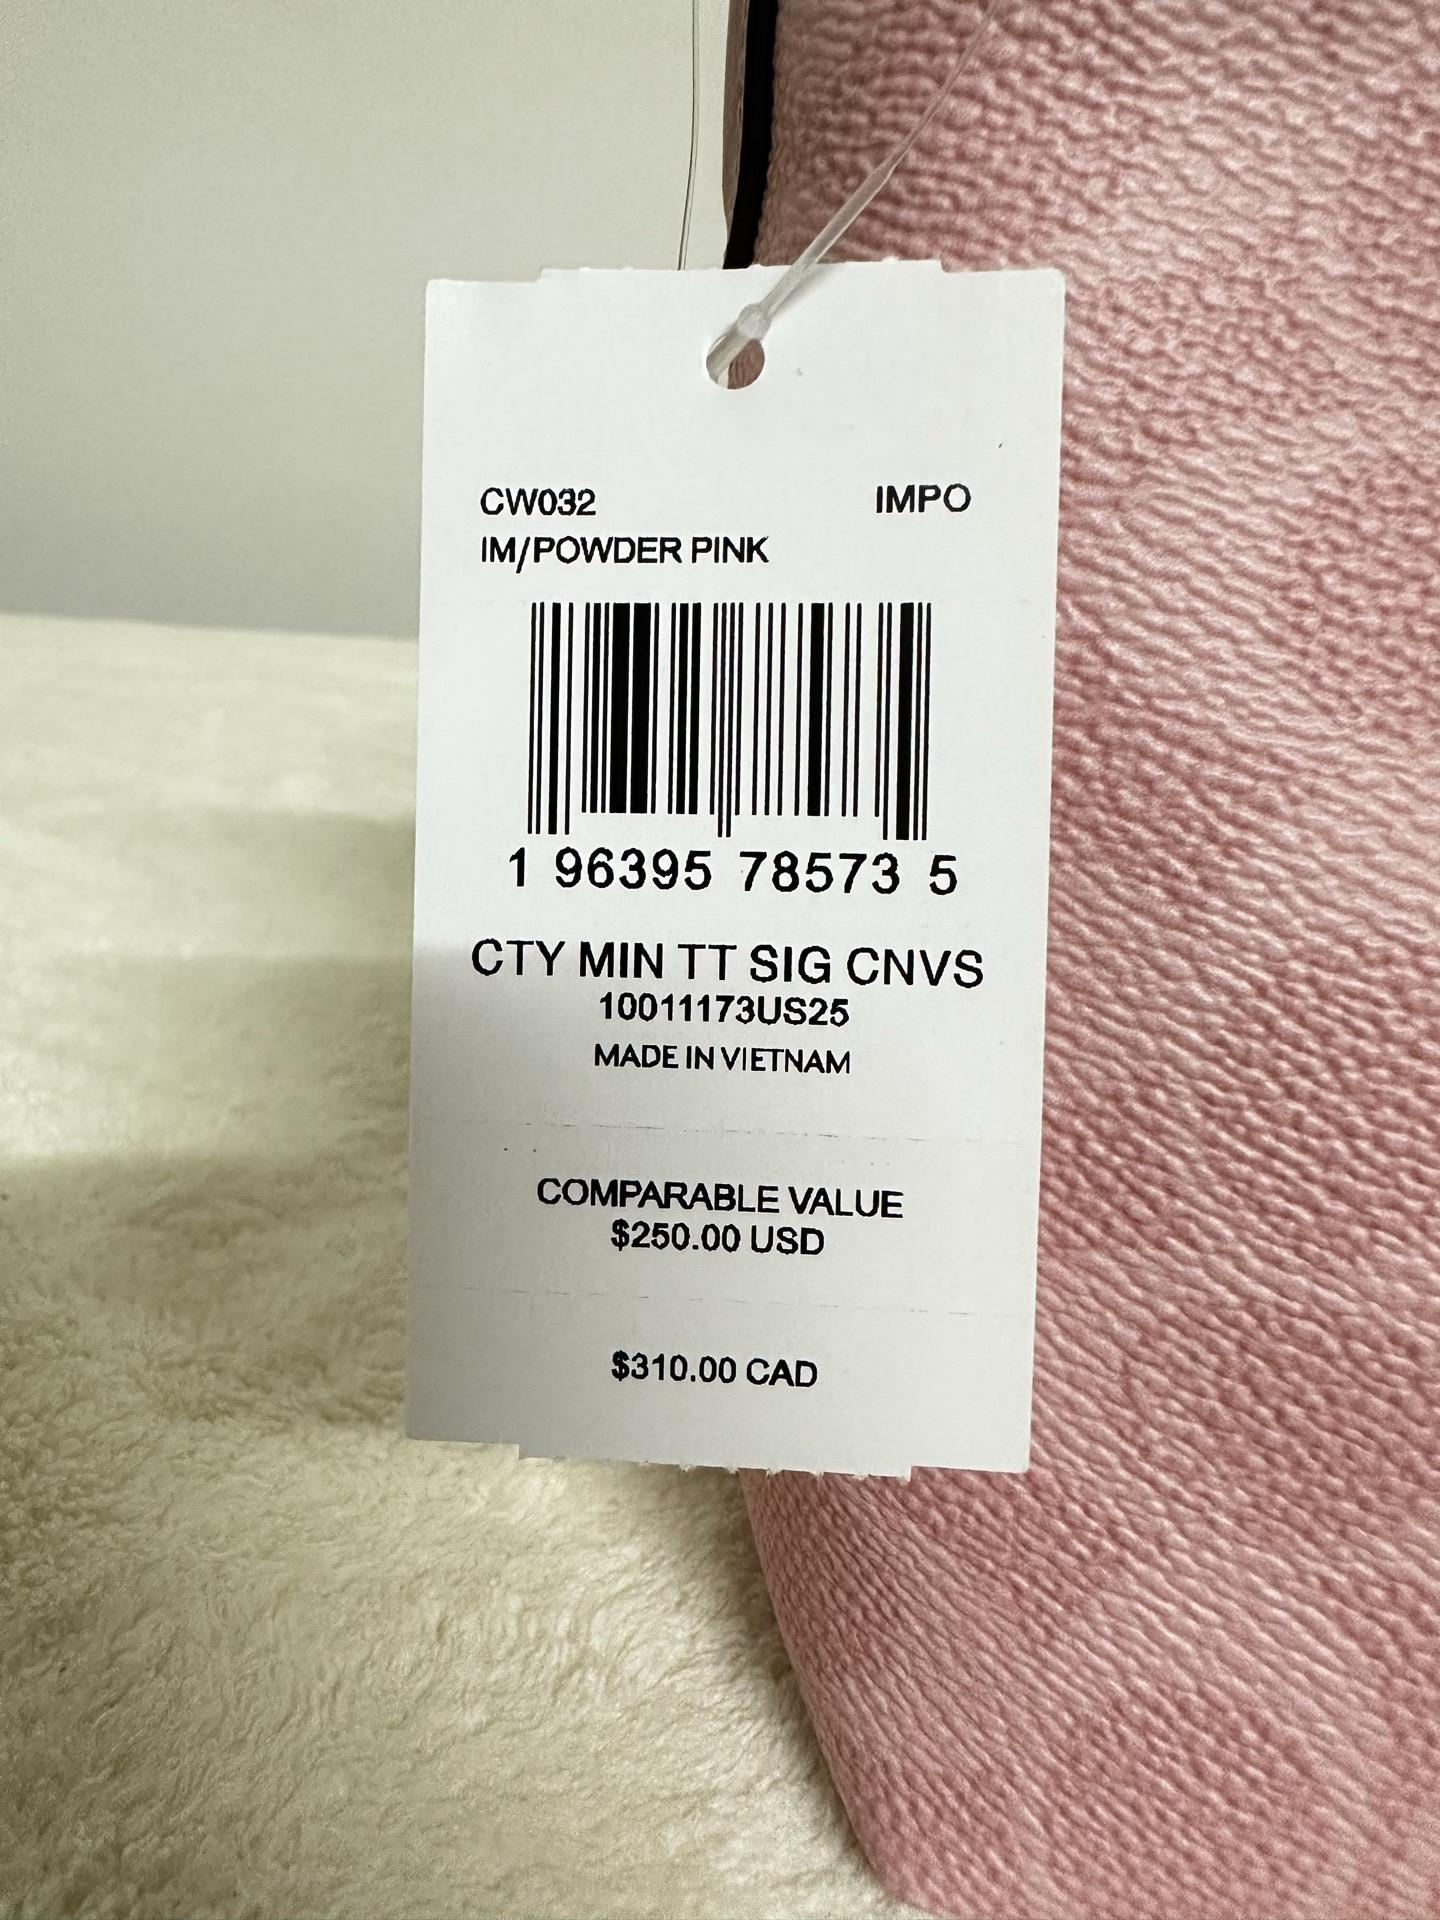 CW032 IMPO
IM/POWDER PINK
1 96395 78573 5
CTY MIN TT SIG CNVS
10011173US25
MADE IN VIETNAM
COMPARABLE VALUE
$250.00 USD
$310.00 CAD